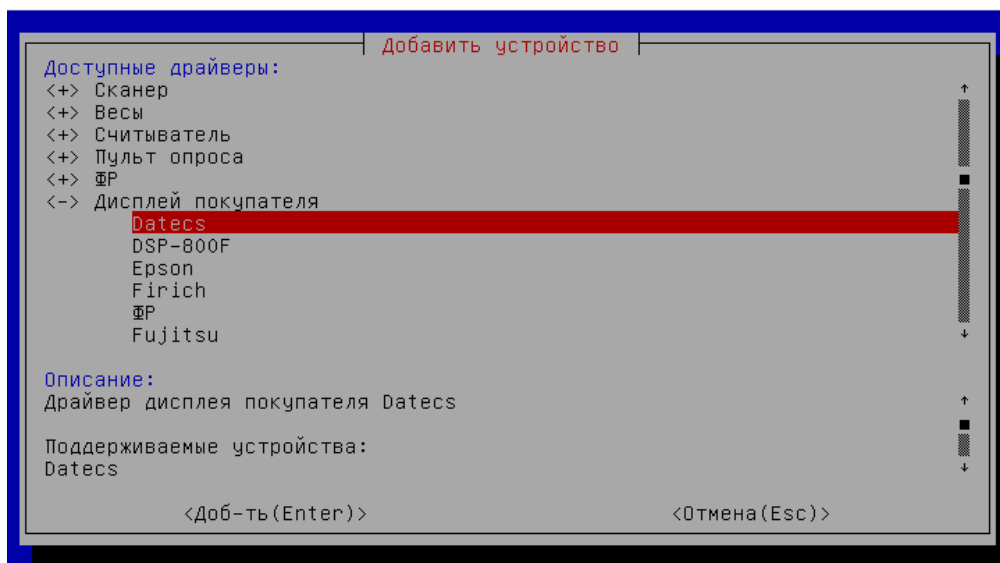 Добавить устройство
Доступные драйверы:
<+> Сканер
<+> Весы
<+> Считыватель
<+> Пульт опроса
<+> ФР
<-> Дисплей покупателя
Datecs
DSP-800F
Epson
Firich
ФР
Fujitsu
Описание:
Драйвер дисплея покупателя Datecs
Поддерживаемые устройства:
Datecs
<Доб-ть(Enter)> <Отмена(Esc)>